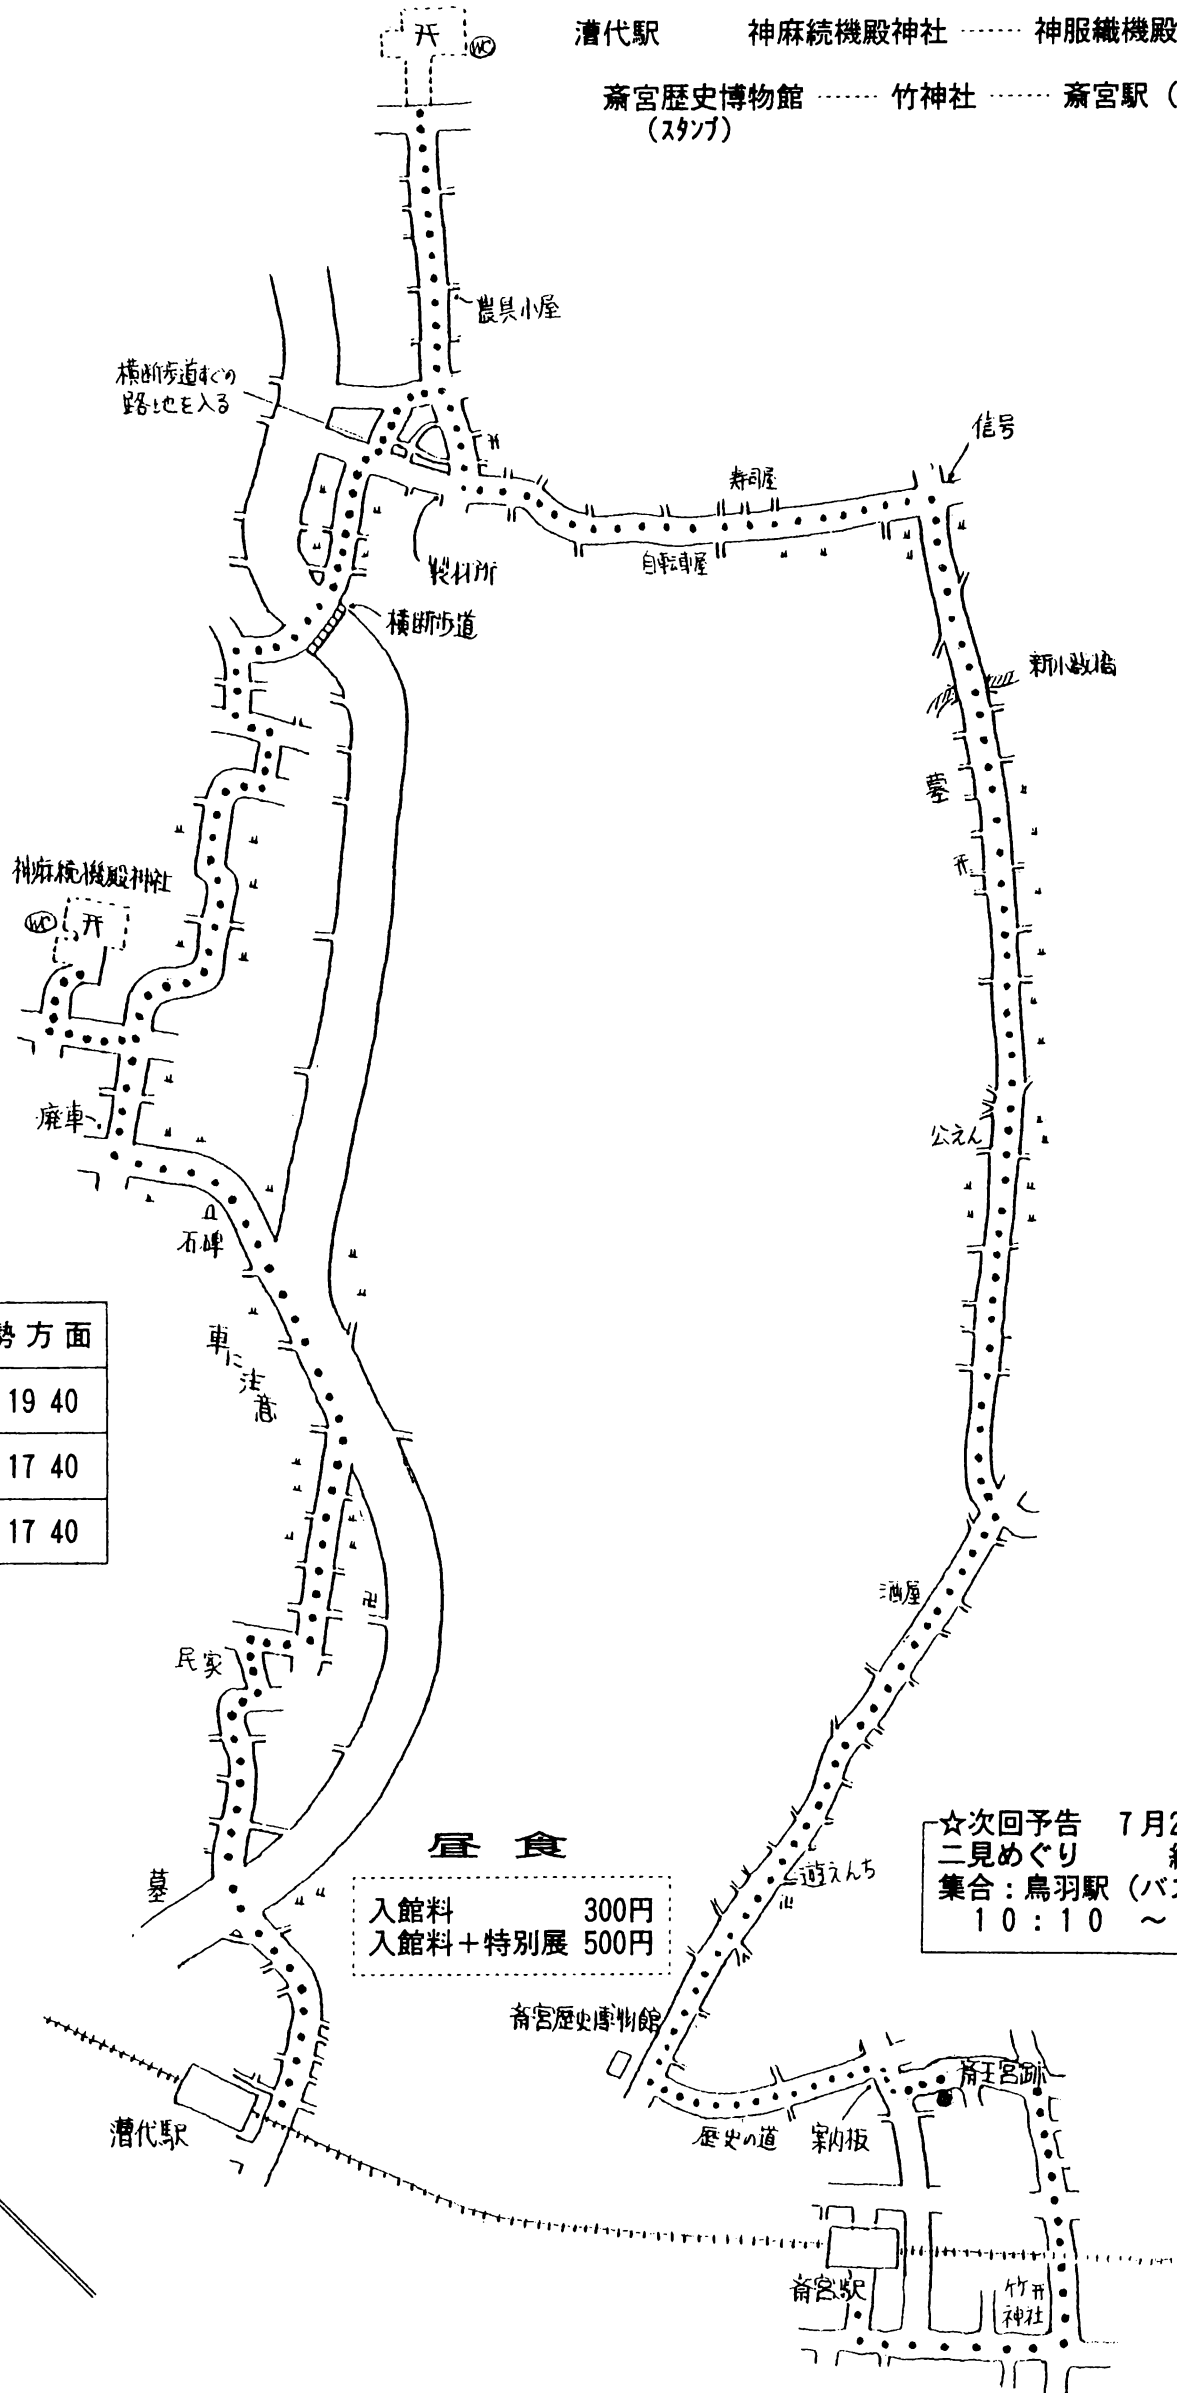 漕代駅 神麻続機殿神社 …… 神服織機殿
斎宮歴史博物館 …… 竹神社 …… 斎宮駅（
（スタンプ）
WC
農具小屋
横断歩道すぐの
路地を入る
信号
寿司屋
自転車屋
製材所
横断歩道
墓
神麻続機殿神社
WC
廃車
公えん
石碑
車に注意
勢方面
19 40
17 40
17 40
酒屋
民家
墓
昼食
入館料 300円
入館料＋特別展 500円
遊えんち
☆次回予告 7月2
二見めぐり
集合：鳥羽駅（バス
10：10 ～
斎宮歴史博物館
斎王宮跡
歴史の道
案内板
漕代駅
斎宮駅
竹
神社